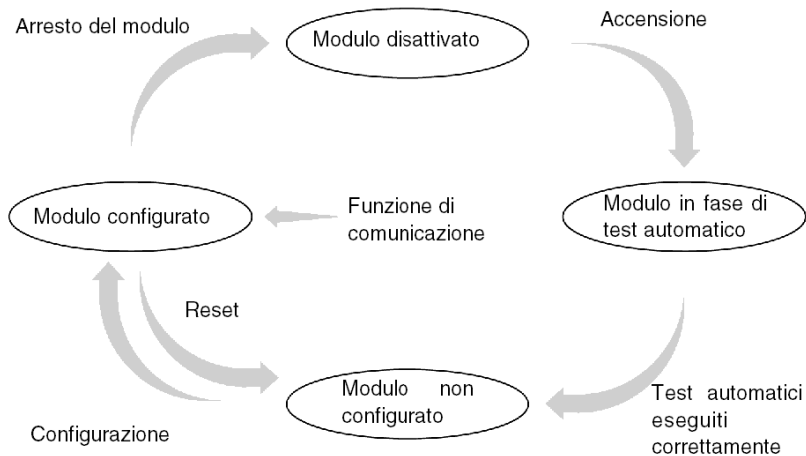 Arresto del modulo
Modulo disattivato
Accensione
Modulo configurato
Funzione di
comunicazione
Modulo in fase di
test automatico
Reset
Modulo non
configurato
Test automatici
eseguiti
correttamente
Configurazione